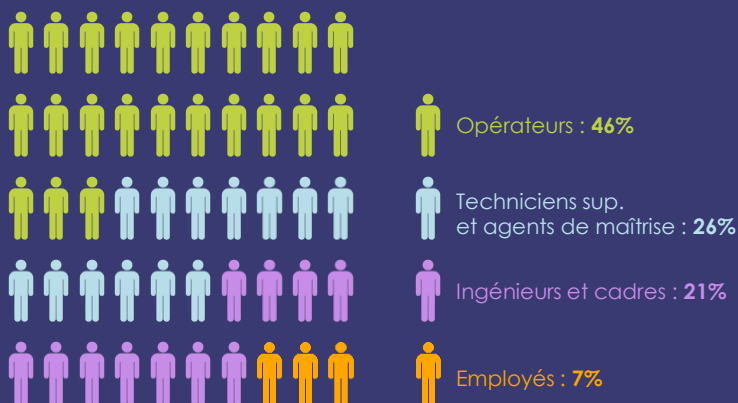 Opérateurs : 46%
Techniciens sup.
et agents de maîtrise : 26%
Ingénieurs et cadres : 21%
Employés : 7%